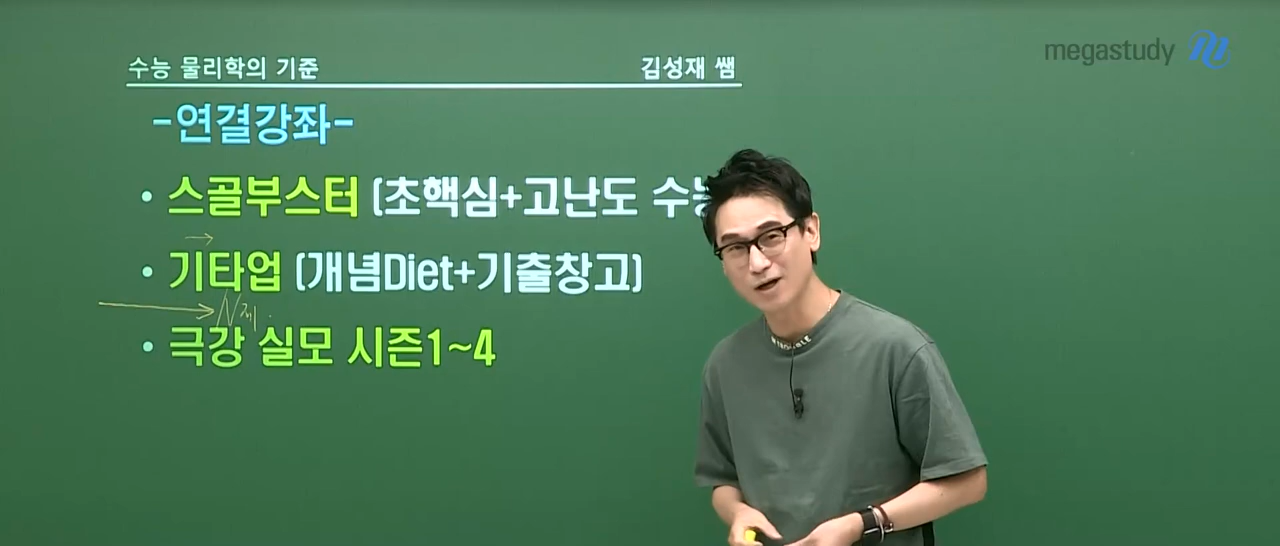 수능 물리학의 기준 김성재 쌤
megastudy
-연결강좌-
• 스골부스터 (초핵심+고난도 수능
• 기타업 (개념Diet+기출창고)
N제.
• 극강 실모 시즌1~4